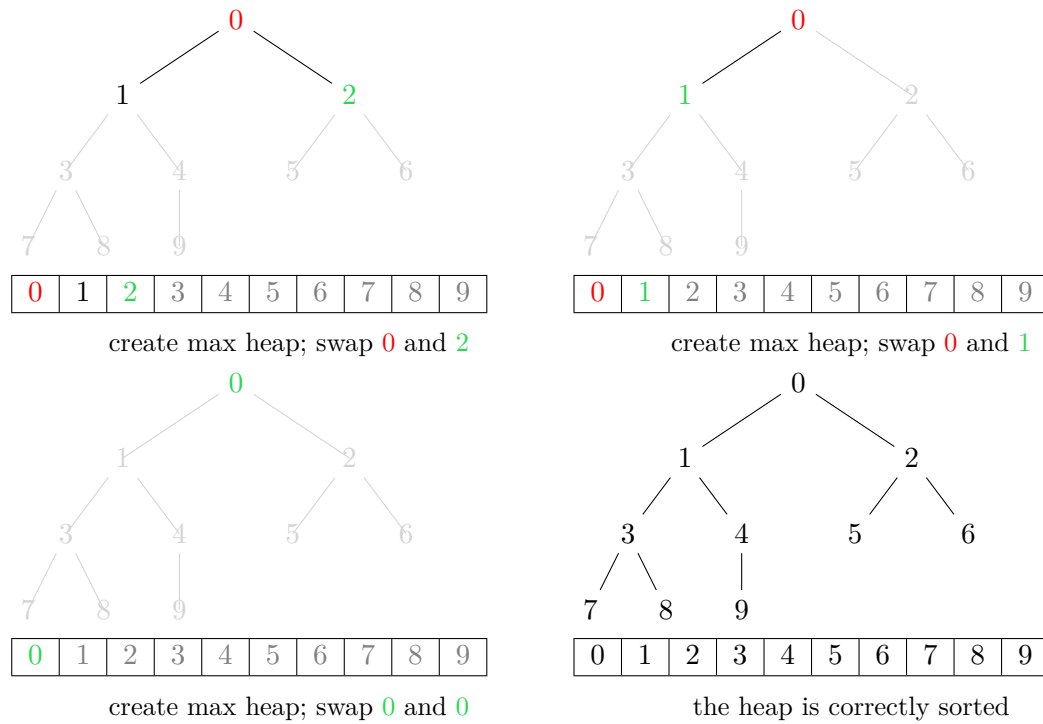 0
1 2
3 4 5 6
7 8 9
0 1 2 3 4 5 6 7 8 9
create max heap; swap 0 and 2
0
1 2
3 4 5 6
7 8 9
0 1 2 3 4 5 6 7 8 9
create max heap; swap 0 and 1
0
1 2
3 4 5 6
7 8 9
0 1 2 3 4 5 6 7 8 9
create max heap; swap 0 and 0
0
1 2
3 4 5 6
7 8 9
0 1 2 3 4 5 6 7 8 9
the heap is correctly sorted